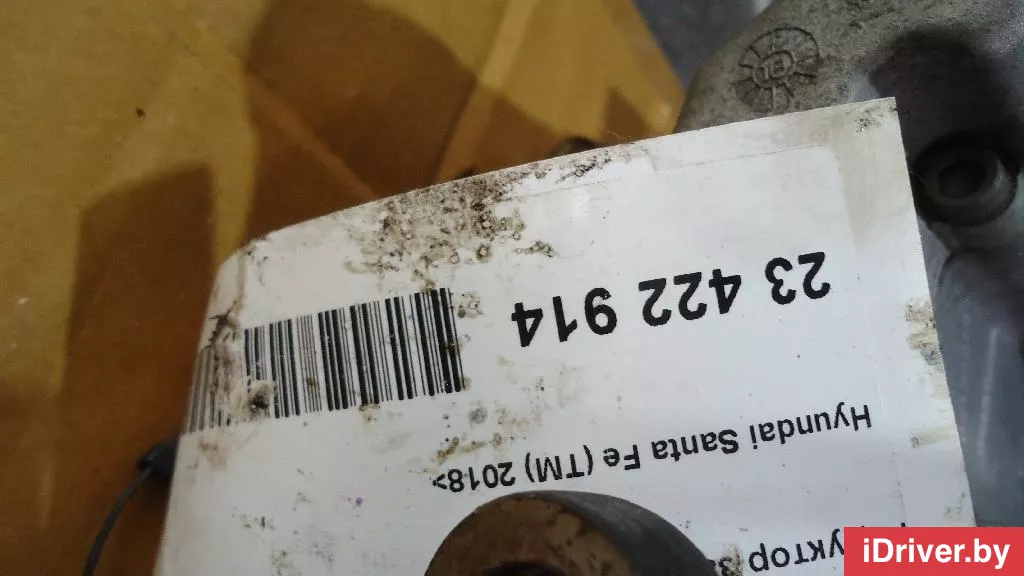 23 422 914
Hyundai Santa Fe (TM) 2018>
iDriver.by